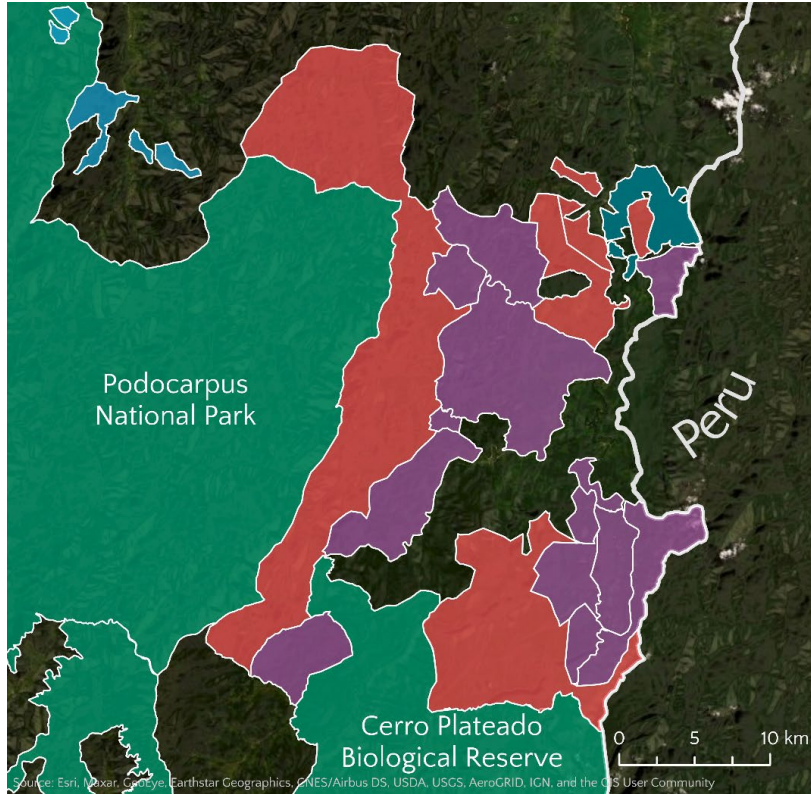 Podocarpus
National Park
Peru
Cerro Plateado
Biological Reserve
0 5 10 km
Source: Esri, Maxar, GeoEye, Earthstar Geographics, CNES/Airbus DS, USDA, USGS, AeroGRID, IGN, and the GIS User Community